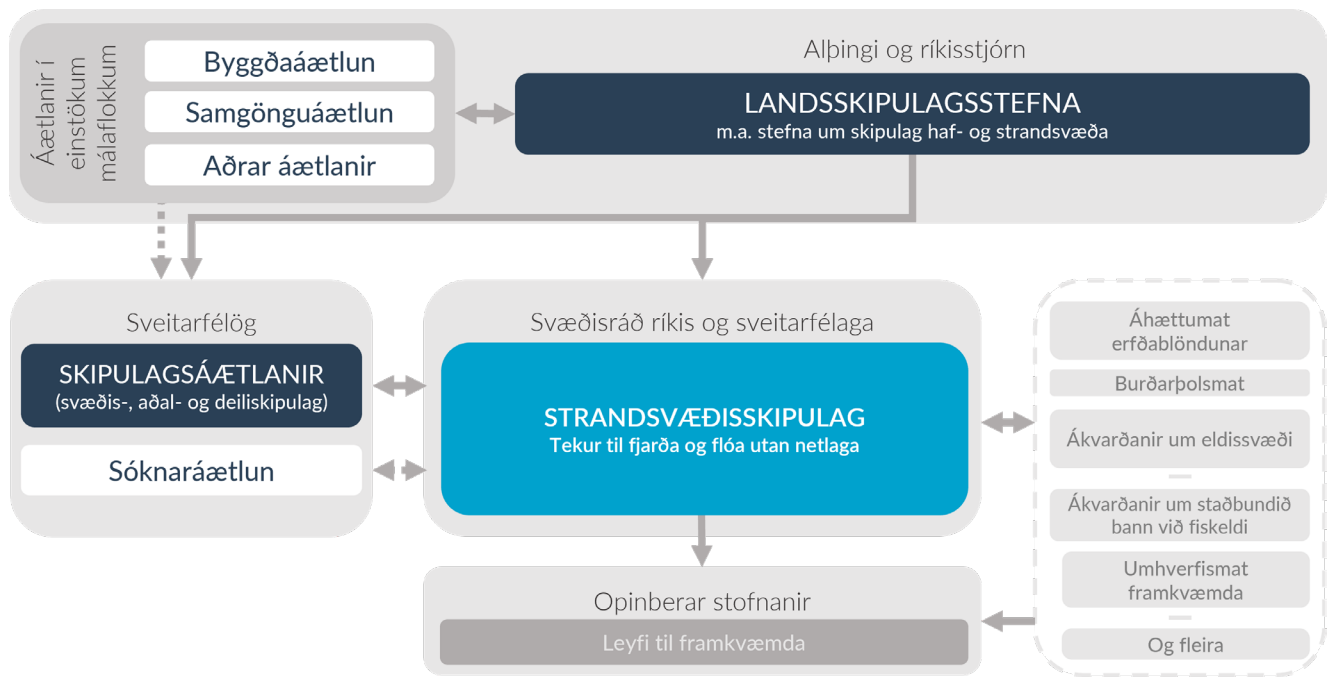 Áætlanir í
einstökum
málaflokkum
Byggðaáætlun
Samgönguáætlun
Aðrar áætlanir
Alþingi og ríkisstjórn
LANDSSKIPULAGSSTEFNA
m.a. stefna um skipulag haf- og strandsvæða
Sveitarfélög
SKIPULAGSÁÆTLANIR
(svæðis-, aðal- og deiliskipulag)
Sóknaráætlun
Svæðisráð ríkis og sveitarfélaga
STRANDSVÆÐISSKIPULAG
Tekur til fjarða og flóa utan netlaga
Áhættumat
erfðablöndunar
Burðarþolsmat
Ákvarðanir um eldissvæði
Ákvarðanir um staðbundið
bann við fiskeldi
Umhverfismat
framkvæmda
Og fleira
Opinberar stofnanir
Leyfi til framkvæmda